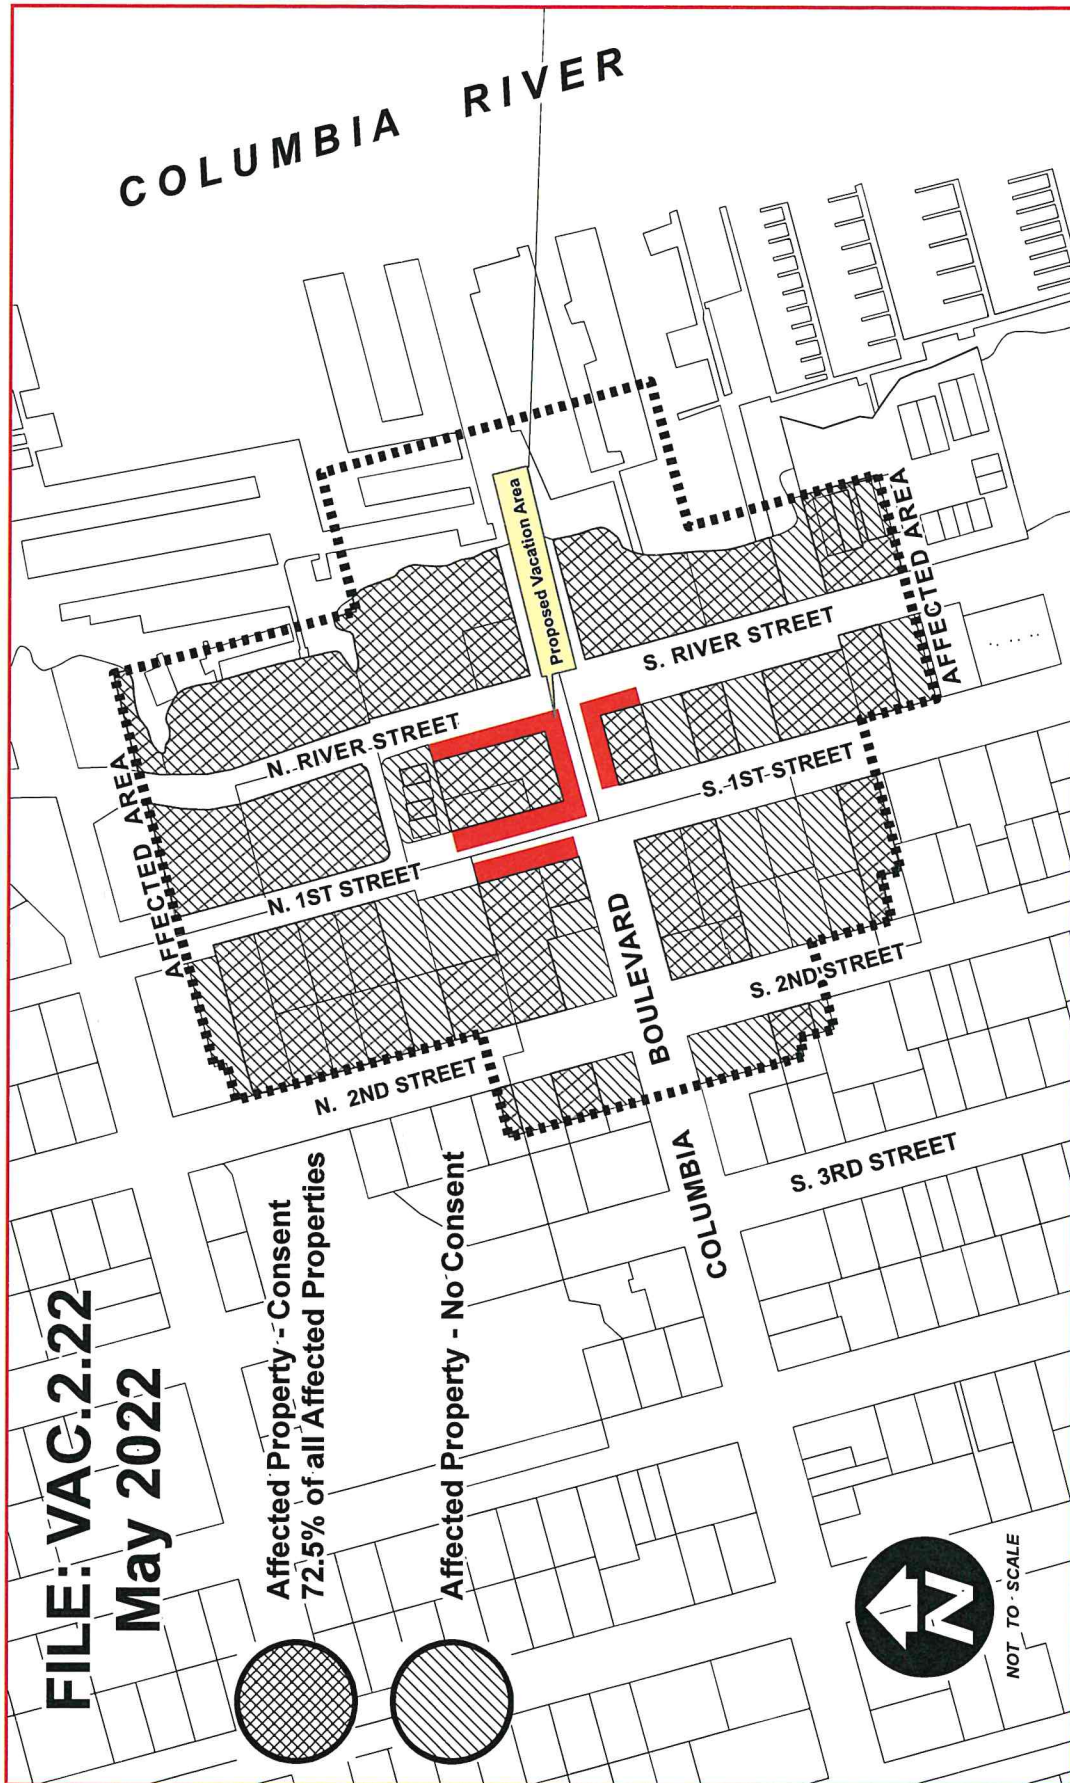 FILE: VAC.2.22
May 2022
Affected Property - Consent
72.5% of all Affected Properties
Affected Property - No Consent
COLUMBIA RIVER
AFFECTED AREA
N. RIVER STREET
Proposed Vacation Area
S. RIVER STREET
AFFECTED AREA
N. 1ST STREET
S. 1ST STREET
N. 2ND STREET
COLUMBIA BOULEVARD
S. 2ND STREET
S. 3RD STREET
N
NOT TO SCALE